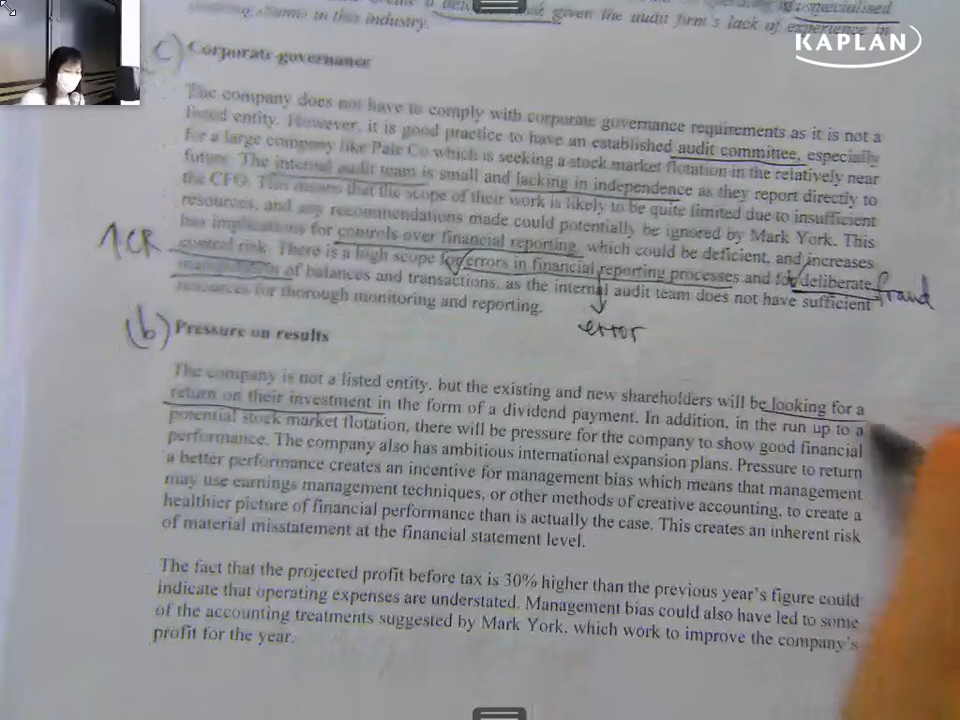 specialised
given the audit firm's lack of experience in
in this industry.
KAPLAN
c) Corporate governance
The company does not have to comply with corporate governance requirements as it is not a
listed entity. However, it is good practice to have an established audit committee, especially
for a large company like Pale Co which is seeking a stock market flotation in the relatively near
future. The internal audit team is small and lacking in independence as they report directly to
the CFO. This means that the scope of their work is likely to be quite limited due to insufficient
resources, and any recommendations made could potentially be ignored by Mark York. This
has implications for controls over financial reporting, which could be deficient, and increases
↑CR control risk. There is a high scope for errors in financial reporting processes and for deliberate
manipulation of balances and transactions, as the internal audit team does not have sufficient fraud
resources for thorough monitoring and reporting.
error
(b) Pressure on results
The company is not a listed entity, but the existing and new shareholders will be looking for a
return on their investment in the form of a dividend payment. In addition, in the run up to a
potential stock market flotation, there will be pressure for the company to show good financial
performance. The company also has ambitious international expansion plans. Pressure to return
a better performance creates an incentive for management bias which means that management
may use earnings management techniques, or other methods of creative accounting, to create a
healthier picture of financial performance than is actually the case. This creates an inherent risk
of material misstatement at the financial statement level.
The fact that the projected profit before tax is 30% higher than the previous year's figure could
indicate that operating expenses are understated. Management bias could also have led to some
of the accounting treatments suggested by Mark York, which work to improve the company's
profit for the year.